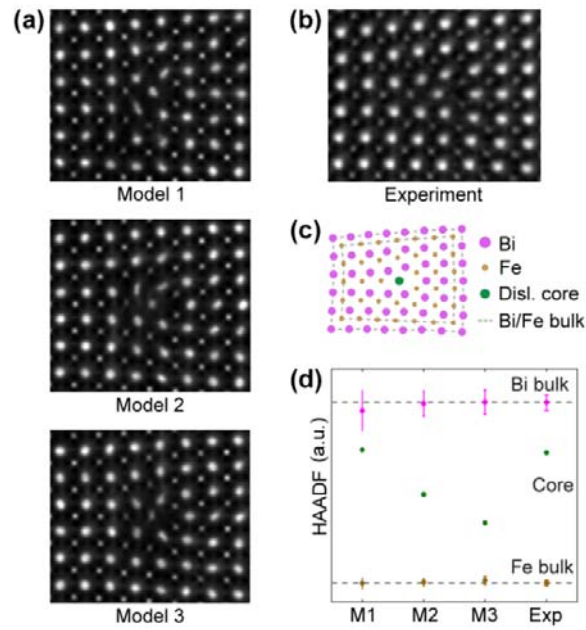 (a)
Model 1
Model 2
Model 3
(b)
Experiment
(c)
Bi
Fe
Disl. core
Bi/Fe bulk
(d)
HAADF (a.u.)
Bi bulk
Core
Fe bulk
M1 M2 M3 Exp